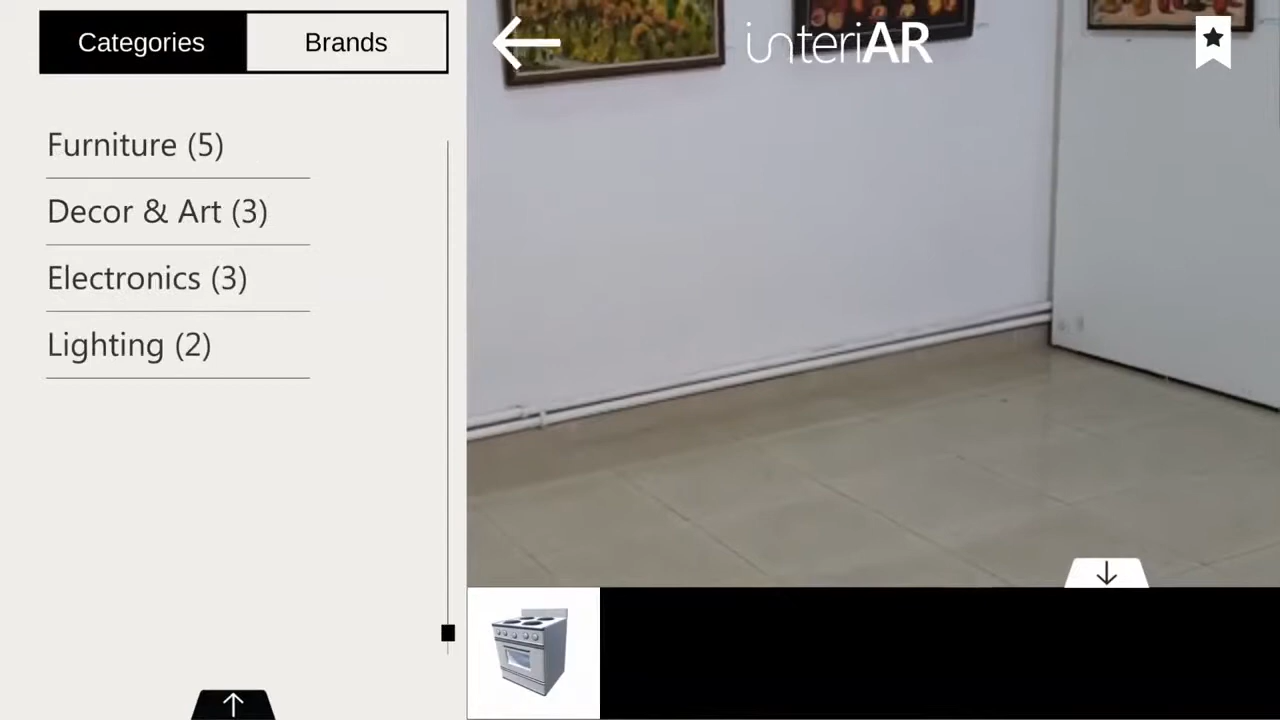 Categories
Brands
interiAR
Furniture (5)
Decor & Art (3)
Electronics (3)
Lighting (2)